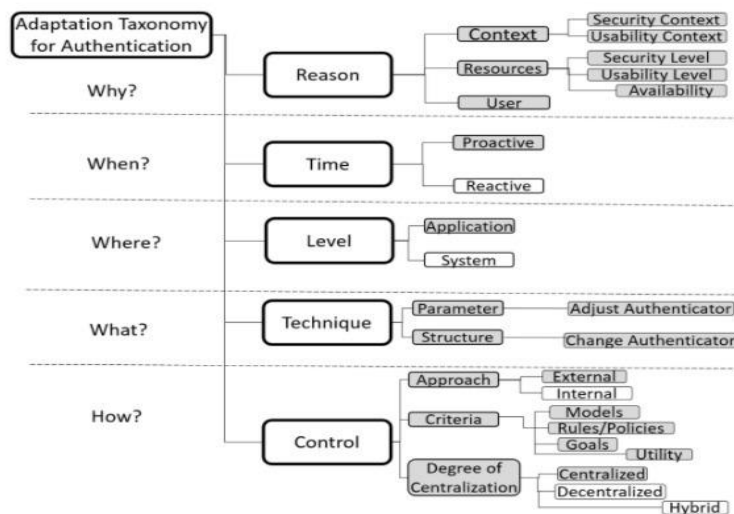 Adaptation Taxonomy
for Authentication
Why?
Reason
Context
Security Context
Usability Context
Resources
Security Level
Usability Level
Availability
User
When?
Time
Proactive
Reactive
Where?
Level
Application
System
What?
Technique
Parameter
Adjust Authenticator
Structure
Change Authenticator
How?
Control
Approach
External
Internal
Criteria
Models
Rules/Policies
Goals
Utility
Degree of
Centralization
Centralized
Decentralized
Hybrid